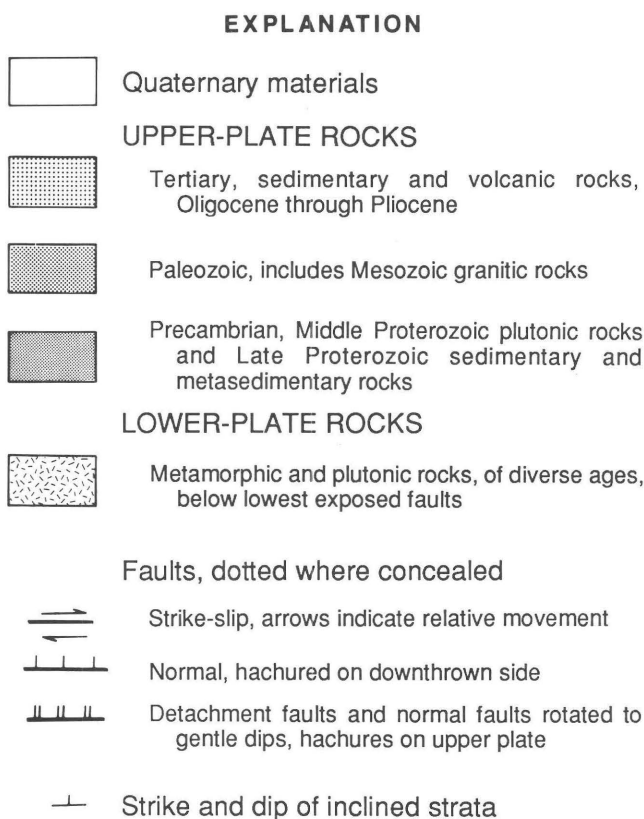 EXPLANATION
Quaternary materials
UPPER-PLATE ROCKS
Tertiary, sedimentary and volcanic rocks,
Oligocene through Pliocene
Paleozoic, includes Mesozoic granitic rocks
Precambrian, Middle Proterozoic plutonic rocks
and Late Proterozoic sedimentary and
metasedimentary rocks
LOWER-PLATE ROCKS
Metamorphic and plutonic rocks, of diverse ages,
below lowest exposed faults
Faults, dotted where concealed
Strike-slip, arrows indicate relative movement
Normal, hachured on downthrown side
Detachment faults and normal faults rotated to
gentle dips, hachures on upper plate
Strike and dip of inclined strata